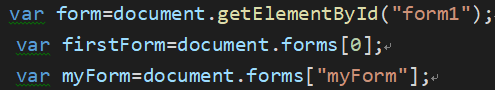 var form=document.getElementById("form1");
var firstForm=document.forms[0];
var myForm=document.forms["myForm"];